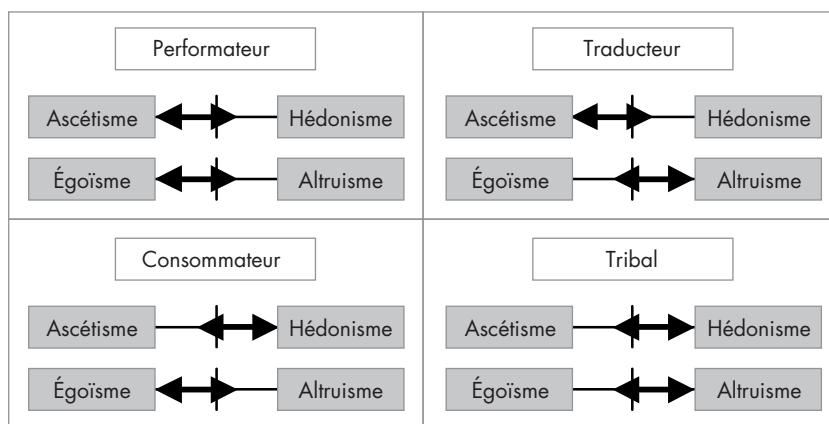 Performateur
Ascétisme Hédonisme
Égoïsme Altruisme
Traducteur
Ascétisme Hédonisme
Égoïsme Altruisme
Consommateur
Ascétisme Hédonisme
Égoïsme Altruisme
Tribal
Ascétisme Hédonisme
Égoïsme Altruisme